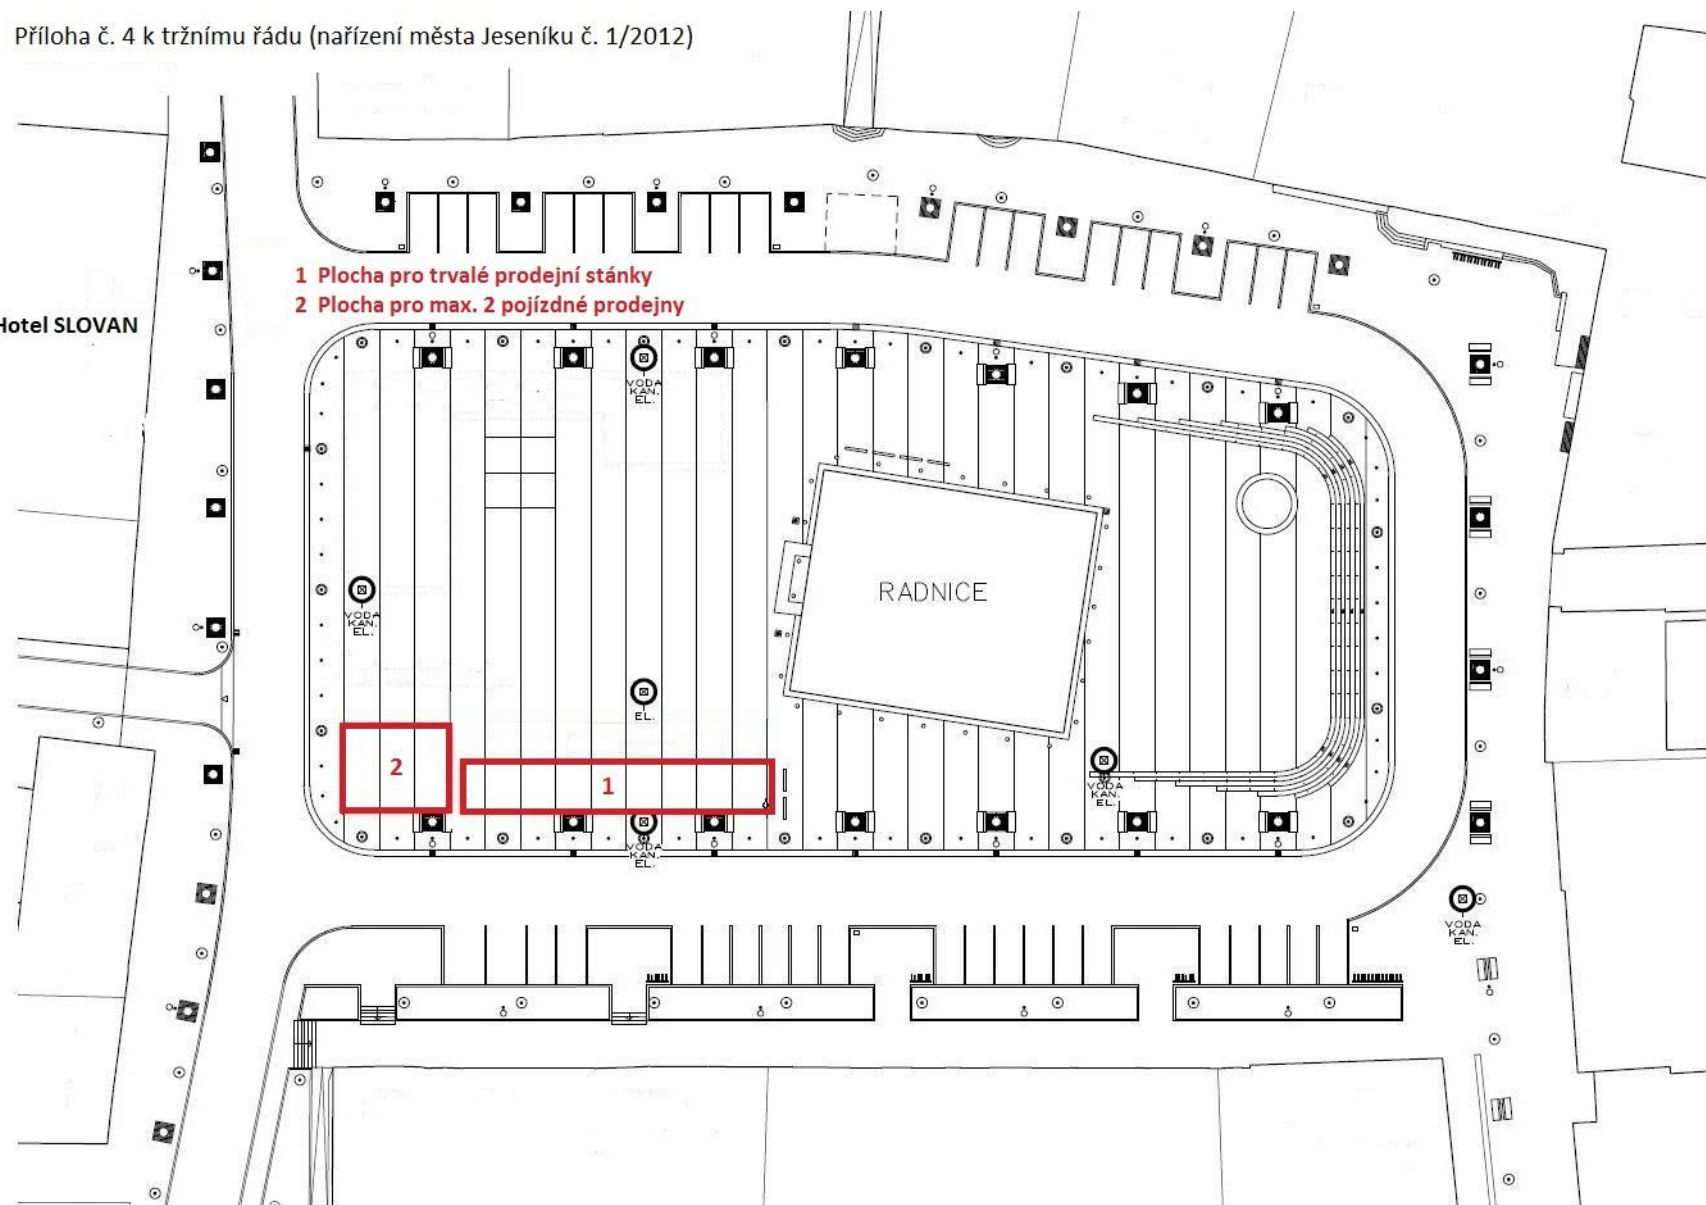 Příloha č. 4 k tržnímu řádu (nařízení města Jeseníku č. 1/2012)
1 Plocha pro trvalé prodejní stánky
2 Plocha pro max. 2 pojízdné prodejny
Hotel SLOVAN
VODA
KAN.
EL.
RADNICE
VODA
KAN.
EL.
EL.
2
1
VODA
KAN.
EL.
VODA
KAN.
EL.
VODA
KAN.
EL.